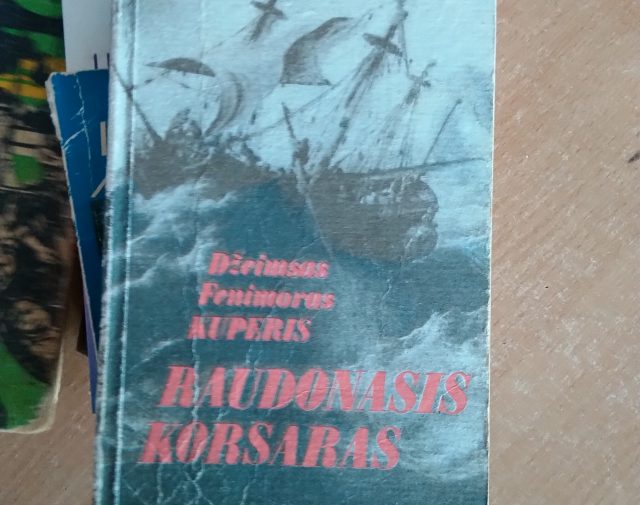 Džeimsas
Fenimoras
KUPERIS
RAUDONASIS
KORSARAS